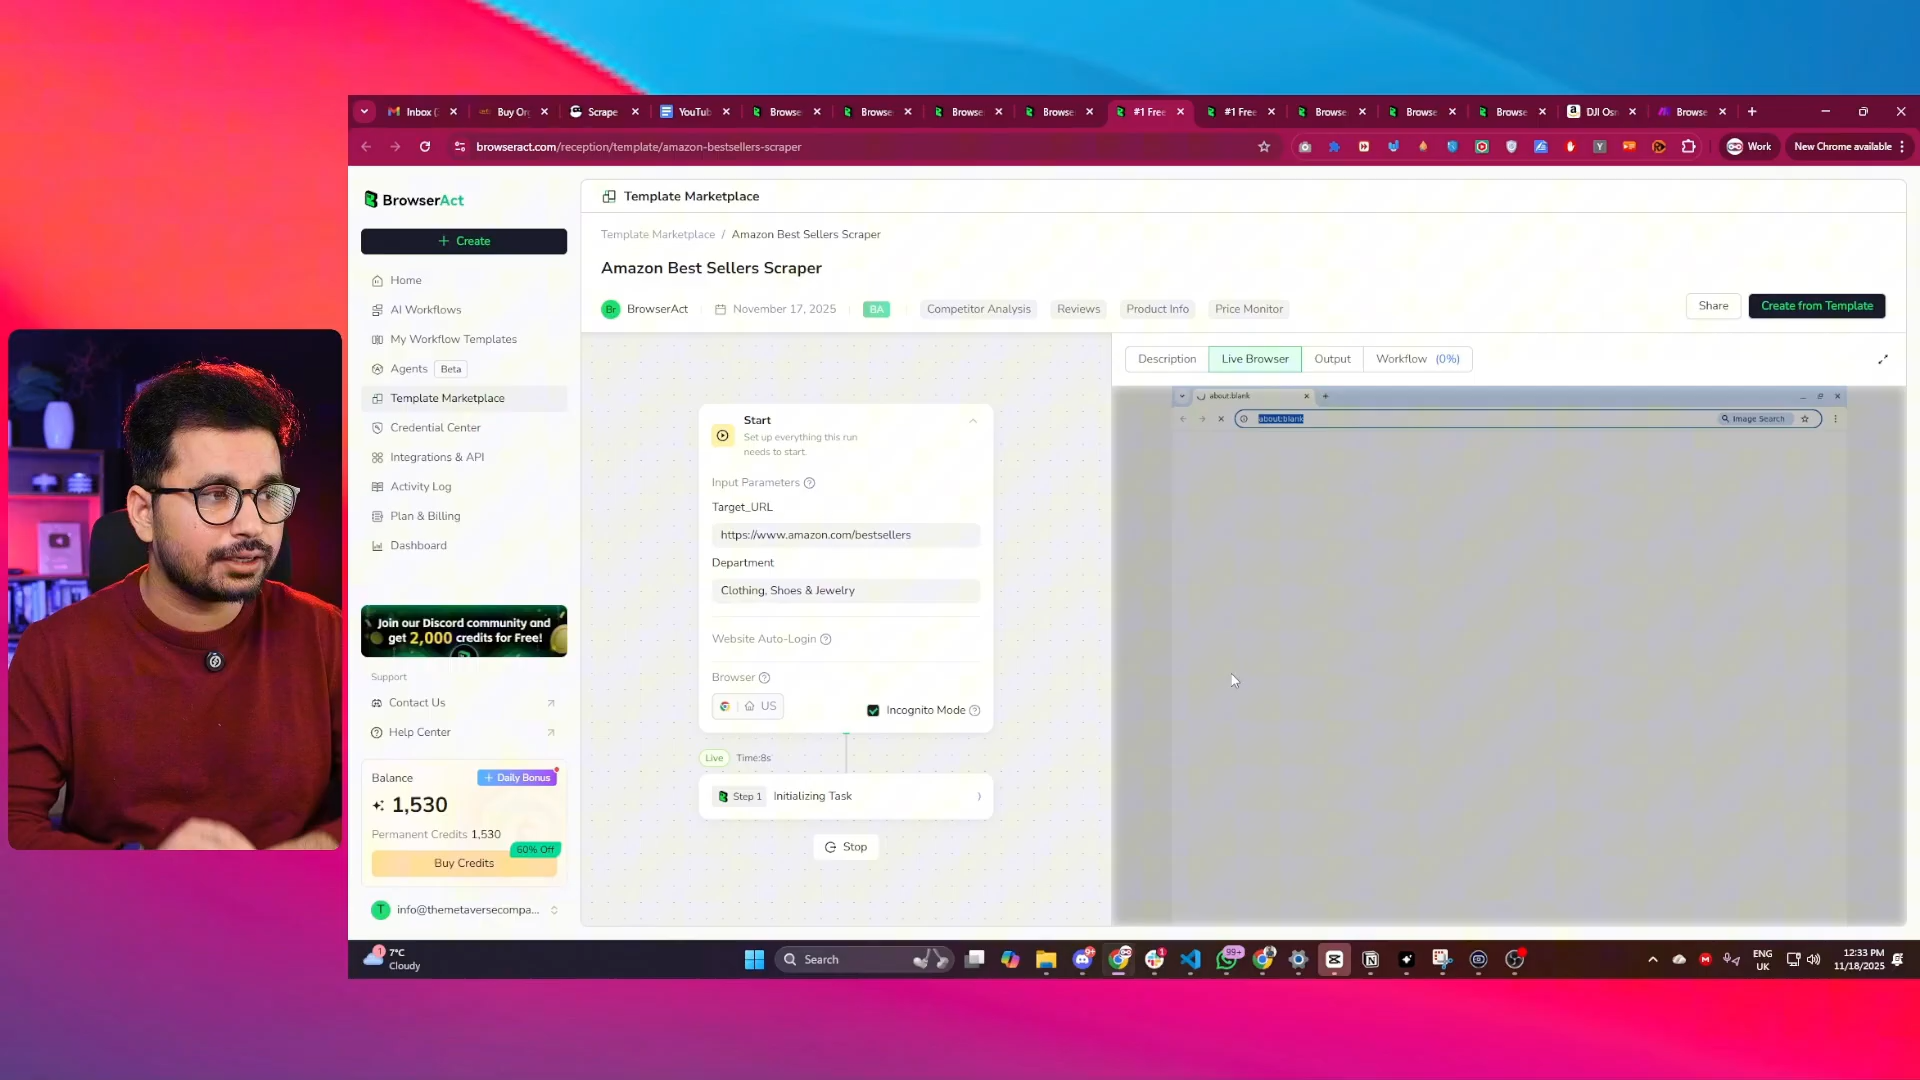 Inbox (
Buy Or
Scrape
YouTub
Browse
Browse
Browse
Browse
#1 Free
#1 Free
Browse
Browse
Browse
DJI Os
Browse
browseract.com/reception/template/amazon-bestsellers-scraper
Work
New Chrome available
BrowserAct
Template Marketplace
+ Create
Home
AI Workflows
My Workflow Templates
Agents Beta
Template Marketplace
Credential Center
Integrations & API
Activity Log
Plan & Billing
Dashboard
Join our Discord community and
get 2,000 credits for Free!
Support
Contact Us
Help Center
Balance
+ Daily Bonus
1,530
Permanent Credits 1,530
60% Off
Buy Credits
T info@themetaversecompa...
Template Marketplace / Amazon Best Sellers Scraper
Amazon Best Sellers Scraper
Br BrowserAct November 17, 2025 BA Competitor Analysis Reviews Product Info Price Monitor
Share
Create from Template
Start
Set up everything this run
needs to start.
Input Parameters
Target_URL
https://www.amazon.com/bestsellers
Department
Clothing, Shoes & Jewelry
Website Auto-Login
Browser
US
Incognito Mode
Live Time:8s
Step 1 Initializing Task
Stop
Description Live Browser Output Workflow (0%)
about:blank
about:blank
Image Search
7°C
Cloudy
Search
99+
ENG
UK
12:33 PM
11/18/2025